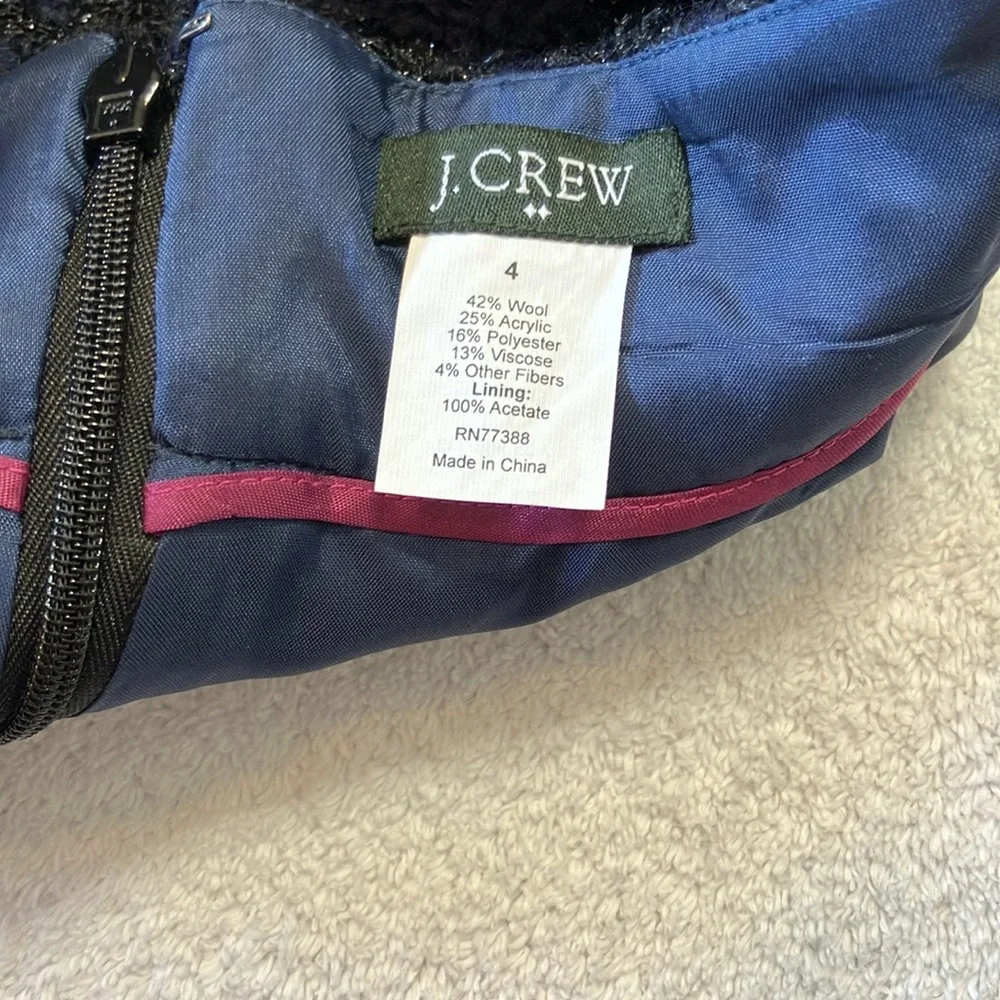 J. CREW
4
42% Wool
25% Acrylic
16% Polyester
13% Viscose
4% Other Fibers
Lining:
100% Acetate
RN77388
Made in China